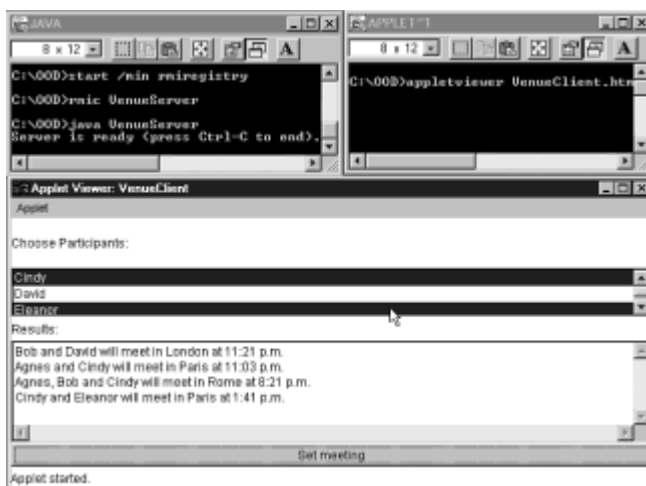 JAVA
8 x 12
A
C:\OOD>start /min rmiregistry
C:\OOD>rmic VenueServer
C:\OOD>java VenueServer
Server is ready (press Ctrl-C to end).
APPLET~1
8 x 12
A
C:\OOD>appletviewer VenueClient.htm
Applet Viewer: VenueClient
Applet
Choose Participants:
Cindy
David
Eleanor
Results:
Bob and David will meet in London at 11:21 p.m.
Agnes and Cindy will meet in Paris at 11:03 p.m.
Agnes, Bob and Cindy will meet in Rome at 8:21 p.m.
Cindy and Eleanor will meet in Paris at 1:41 p.m.
Set meeting
Applet started.